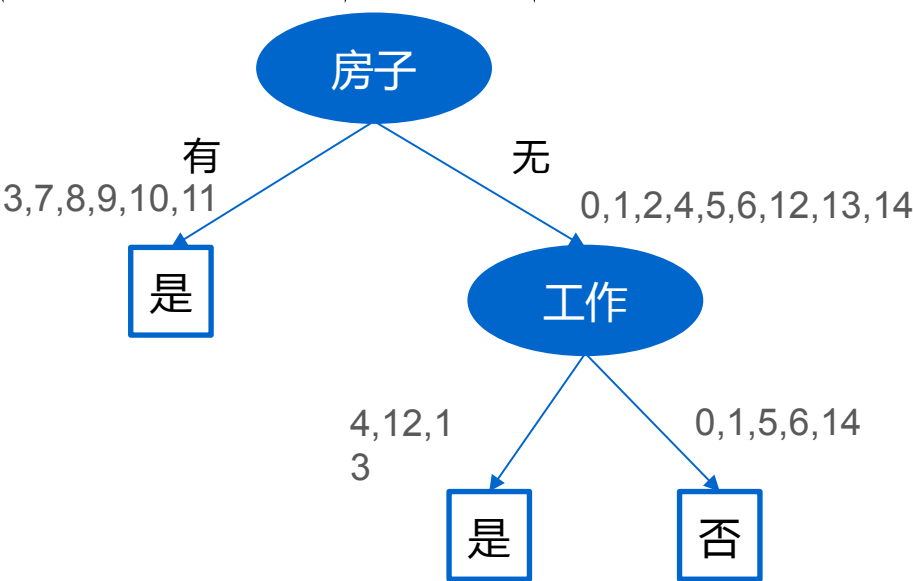 房子
有
无
3,7,8,9,10,11
0,1,2,4,5,6,12,13,14
是
工作
4,12,1
3
0,1,5,6,14
是
否